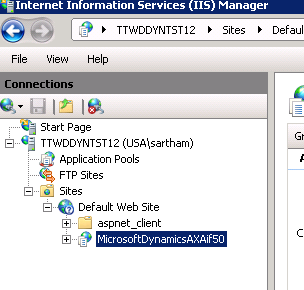 Internet Information Services (IIS) Manager
TTWDDYNTST12 Sites Defaul
File View Help
Connections
Start Page
TTWDDYNTST12 (USA\sartham)
Application Pools
FTP Sites
Sites
Default Web Site
aspnet_client
MicrosoftDynamicsAXAif50